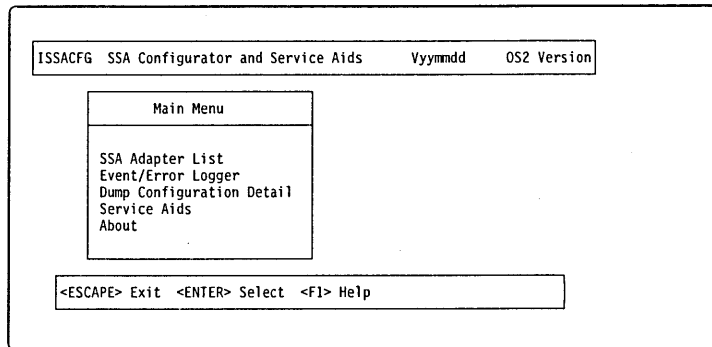 ISSACFG SSA Configurator and Service Aids Vyymmdd OS2 Version
Main Menu
SSA Adapter List
Event/Error Logger
Dump Configuration Detail
Service Aids
About
<ESCAPE> Exit <ENTER> Select <F1> Help